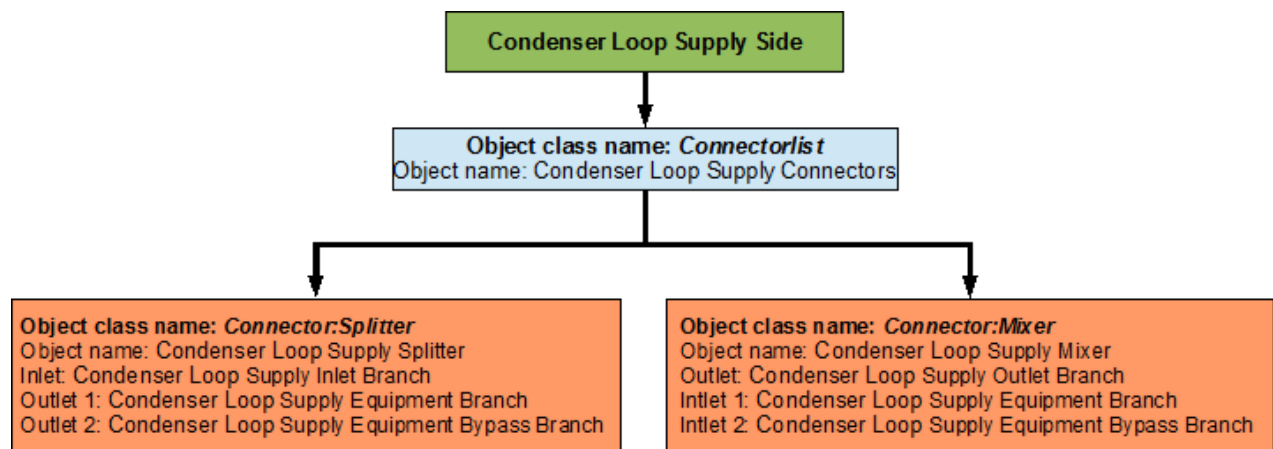 Condenser Loop Supply Side
Object class name: Connectorlist
Object name: Condenser Loop Supply Connectors
Object class name: Connector:Splitter
Object name: Condenser Loop Supply Splitter
Inlet: Condenser Loop Supply Inlet Branch
Outlet 1: Condenser Loop Supply Equipment Branch
Outlet 2: Condenser Loop Supply Equipment Bypass Branch
Object class name: Connector:Mixer
Object name: Condenser Loop Supply Mixer
Outlet: Condenser Loop Supply Outlet Branch
Intlet 1: Condenser Loop Supply Equipment Branch
Intlet 2: Condenser Loop Supply Equipment Bypass Branch